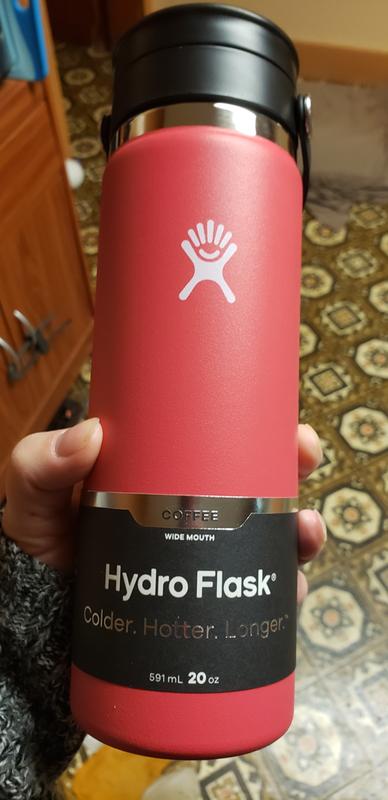 COFFEE
WIDE MOUTH
Hydro Flask®
Colder. Hotter. Longer.™
591 mL 20 oz